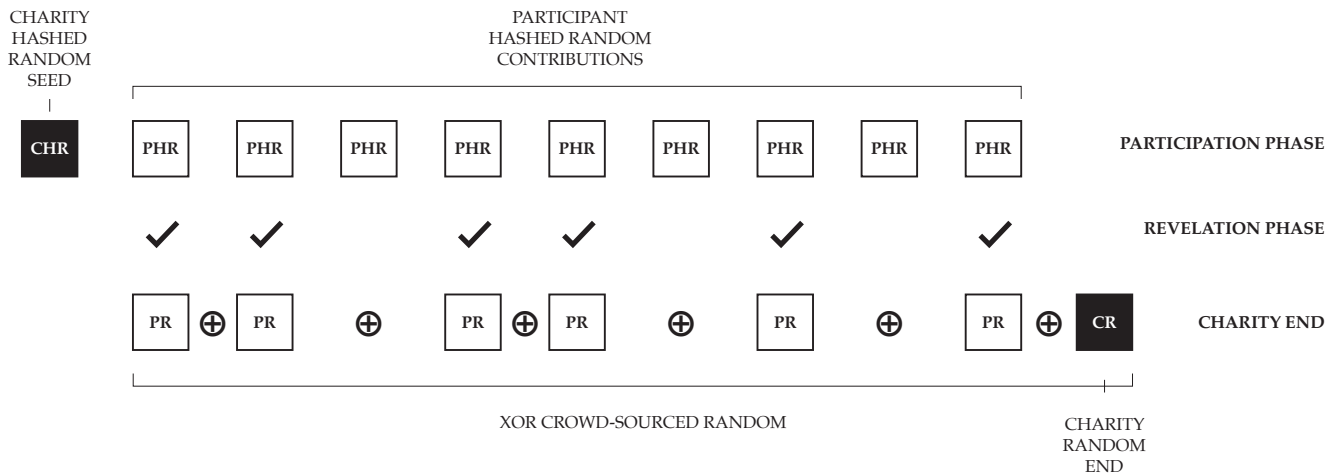 CHARITY
HASHED
RANDOM
SEED
PARTICIPANT
HASHED RANDOM
CONTRIBUTIONS
CHR PHR PHR PHR PHR PHR PHR PHR PHR PHR PARTICIPATION PHASE
REVELATION PHASE
PR PR PR PR PR PR CR CHARITY END
XOR CROWD-SOURCED RANDOM
CHARITY
RANDOM
END